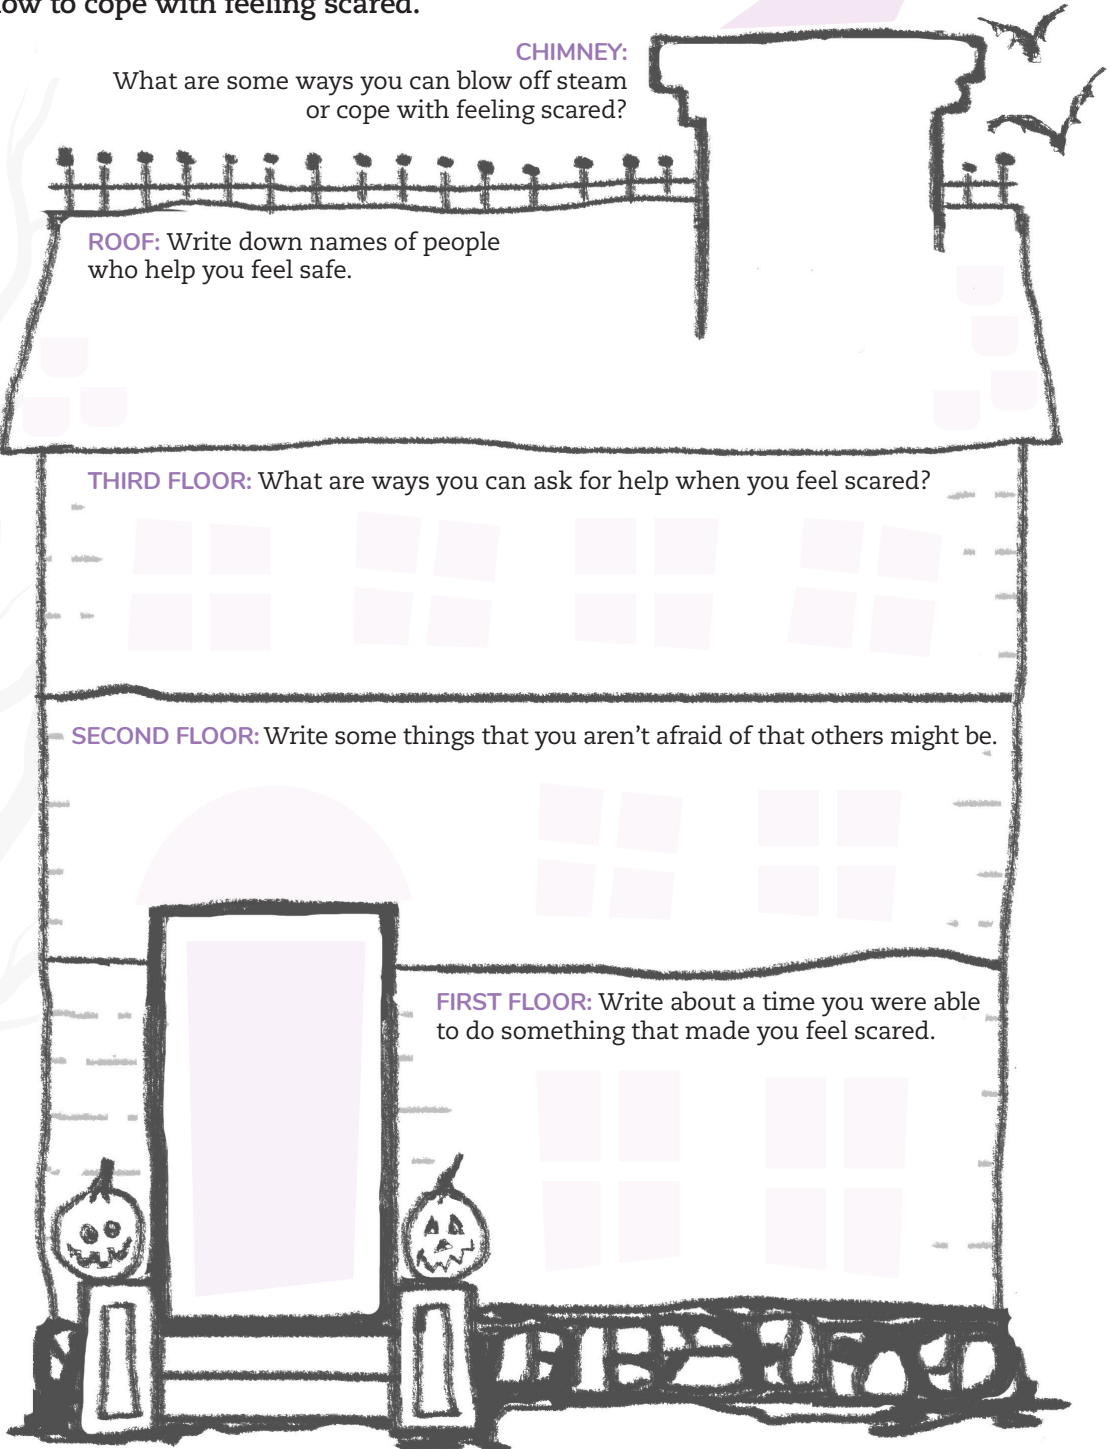 to cope with feeling scared.
CHIMNEY:
What are some ways you can blow off steam
or cope with feeling scared?
ROOF: Write down names of people
who help you feel safe.
THIRD FLOOR: What are ways you can ask for help when you feel scared?
SECOND FLOOR: Write some things that you aren’t afraid of that others might be.
FIRST FLOOR: Write about a time you were able
to do something that made you feel scared.